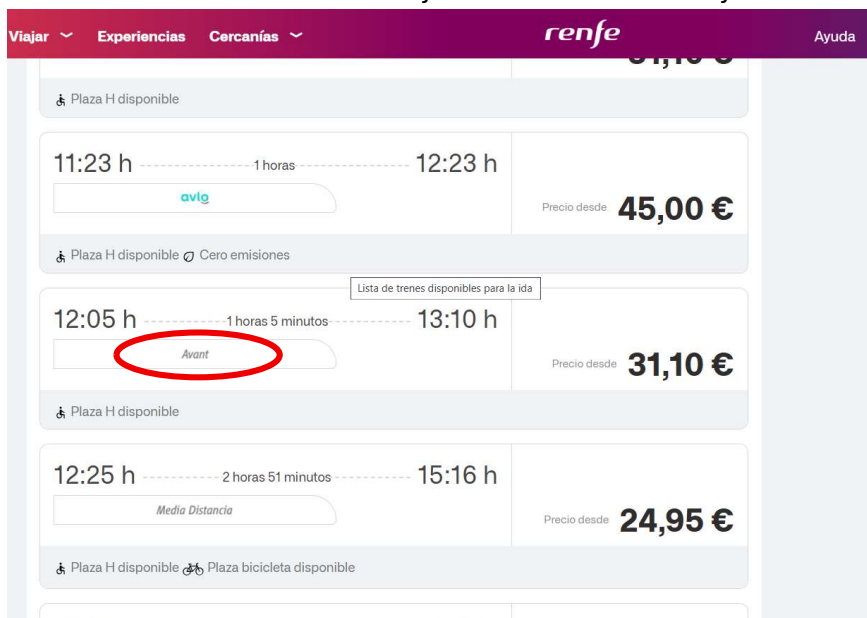 Viajar Experiencias Cercanías renfe Ayuda
Plaza H disponible
11:23 h 1 horas 12:23 h
avlo
Precio desde 45,00 €
Plaza H disponible Cero emisiones
Lista de trenes disponibles para la ida
12:05 h 1 horas 5 minutos 13:10 h
Avant
Precio desde 31,10 €
Plaza H disponible
12:25 h 2 horas 51 minutos 15:16 h
Media Distancia
Precio desde 24,95 €
Plaza H disponible Plaza bicicleta disponible